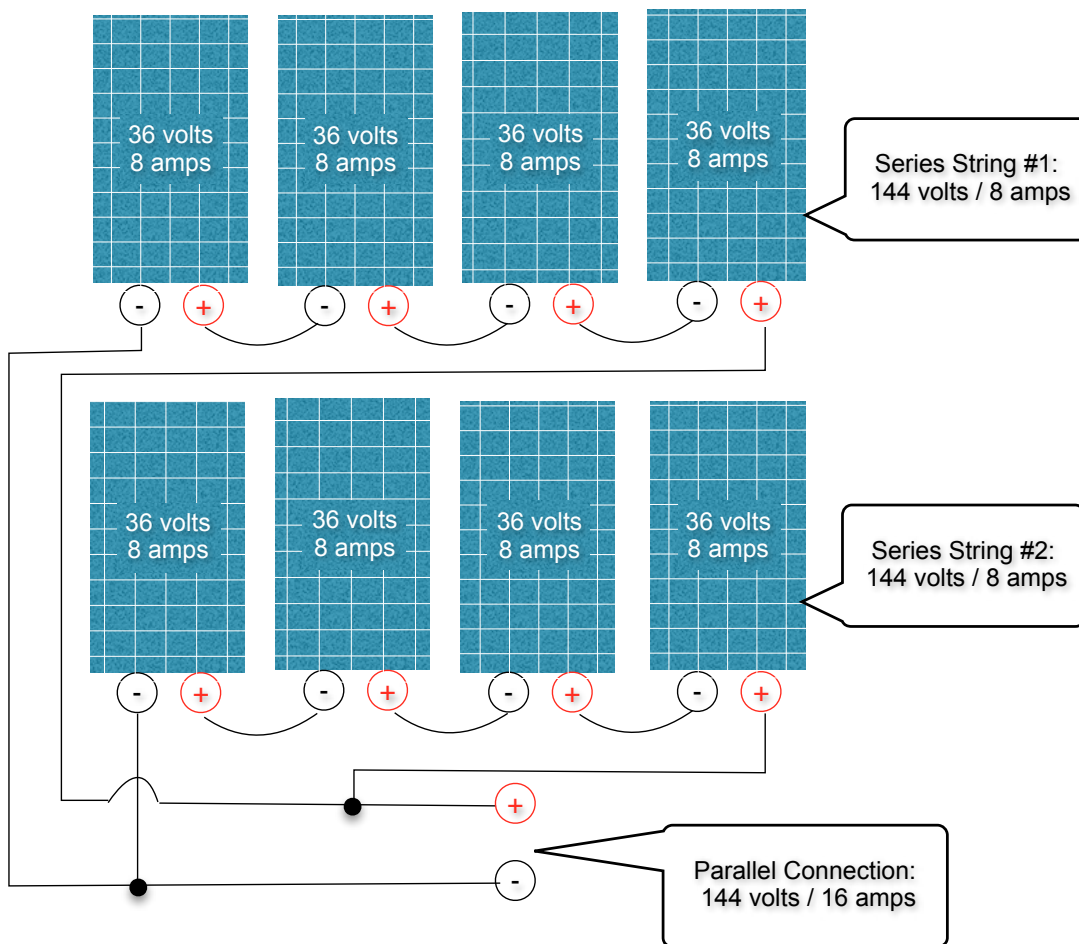 36 volts
8 amps
36 volts
8 amps
36 volts
8 amps
36 volts
8 amps
Series String #1:
144 volts / 8 amps
- + - + - + - +
36 volts
8 amps
36 volts
8 amps
36 volts
8 amps
36 volts
8 amps
Series String #2:
144 volts / 8 amps
- + - + - + - +
+
-
Parallel Connection:
144 volts / 16 amps